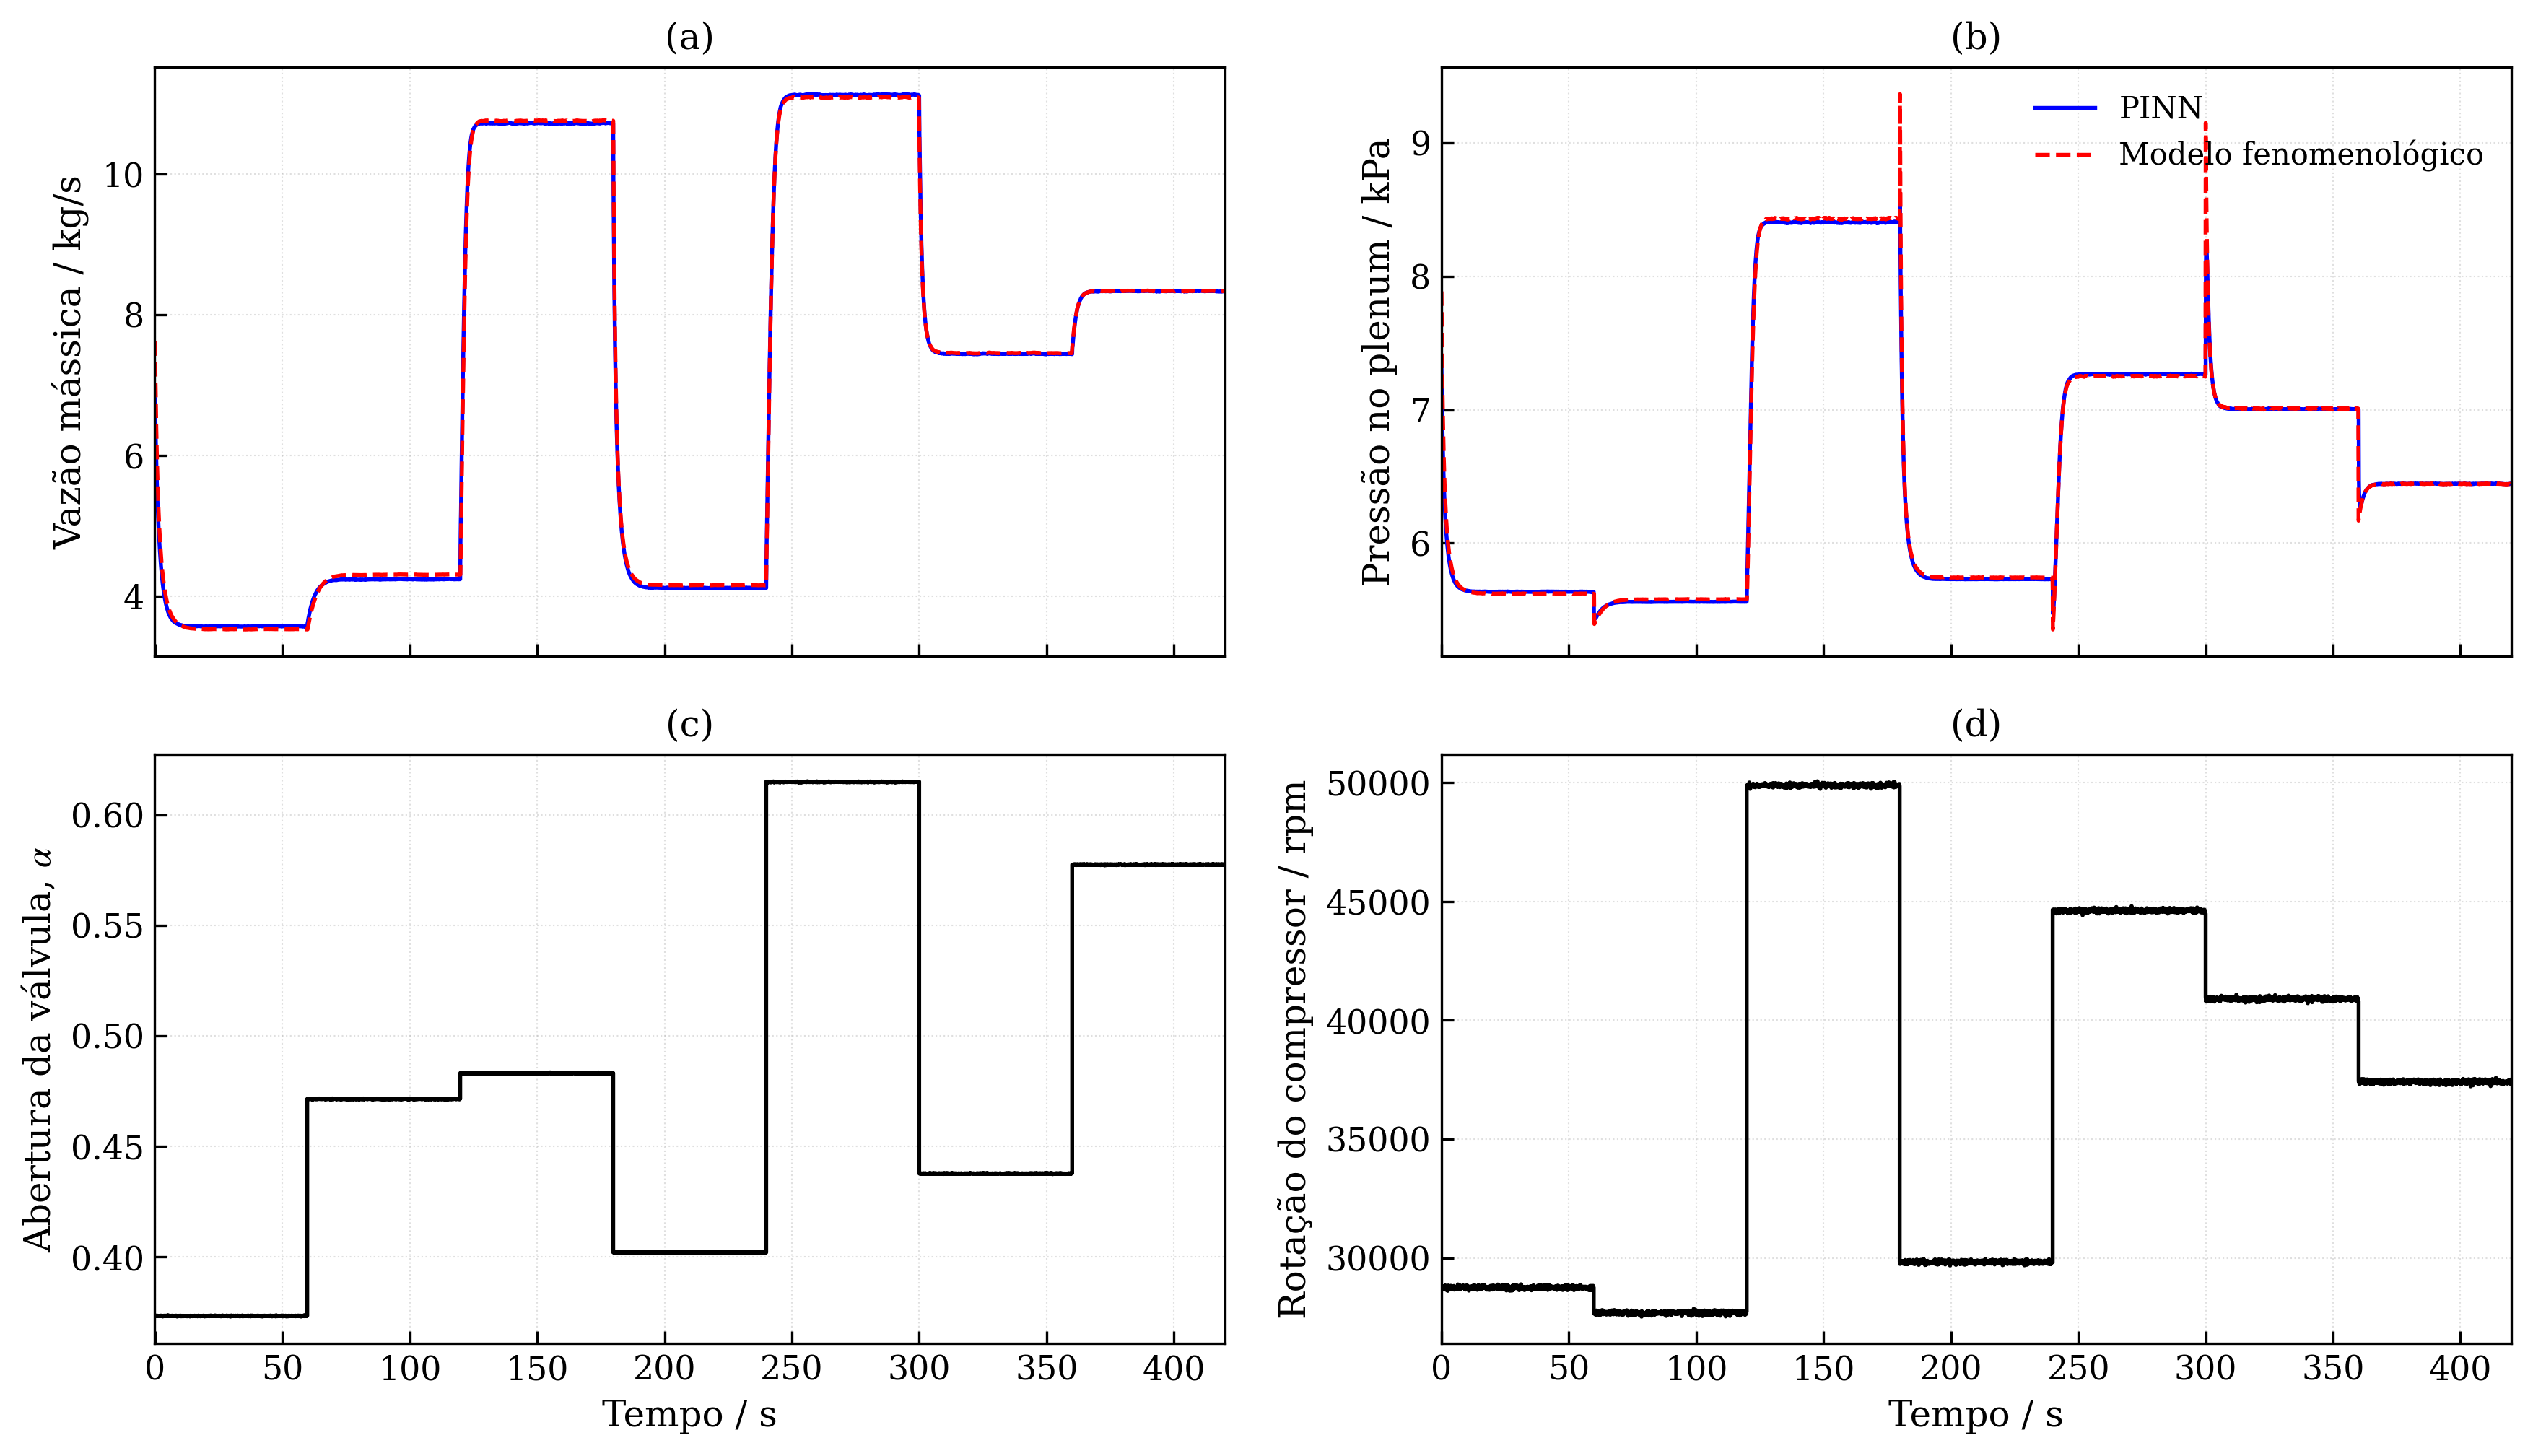 (a)
Vazão mássica / kg/s
10
8
6
4
(b)
Pressão no plenum / kPa
9
8
7
6
PINN
Modelo fenomenológico
(c)
Abertura da válvula, α
0.60
0.55
0.50
0.45
0.40
0 50 100 150 200 250 300 350 400
Tempo / s
(d)
Rotação do compressor / rpm
50000
45000
40000
35000
30000
0 50 100 150 200 250 300 350 400
Tempo / s